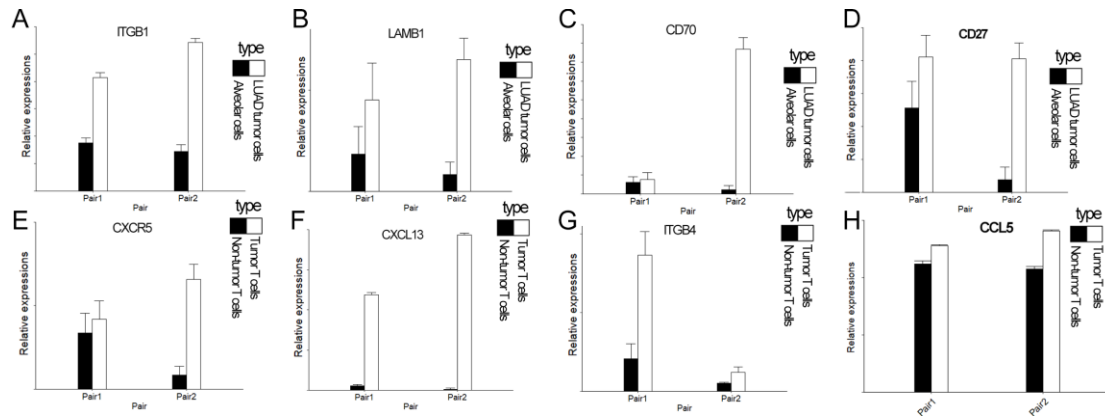 A
ITGB1
Relative expressions
Pair1
Pair2
Pair
type
LUAD tumor cells
Alveolar cells
B
LAMB1
Relative expressions
Pair1
Pair2
Pair
type
LUAD tumor cells
Alveolar cells
C
CD70
Relative expressions
Pair1
Pair2
Pair
type
LUAD tumor cells
Alveolar cells
D
CD27
Relative expressions
Pair1
Pair2
Pair
type
LUAD tumor cells
Alveolar cells
E
CXCR5
Relative expressions
Pair1
Pair2
Pair
type
Tumor T cells
Non-tumor T cells
F
CXCL13
Relative expressions
Pair1
Pair2
Pair
type
Tumor T cells
Non-tumor T cells
G
ITGB4
Relative expressions
Pair1
Pair2
Pair
type
Tumor T cells
Non-tumor T cells
H
CCL5
Relative expressions
Pair1
Pair2
type
Tumor T cells
Non-tumor T cells